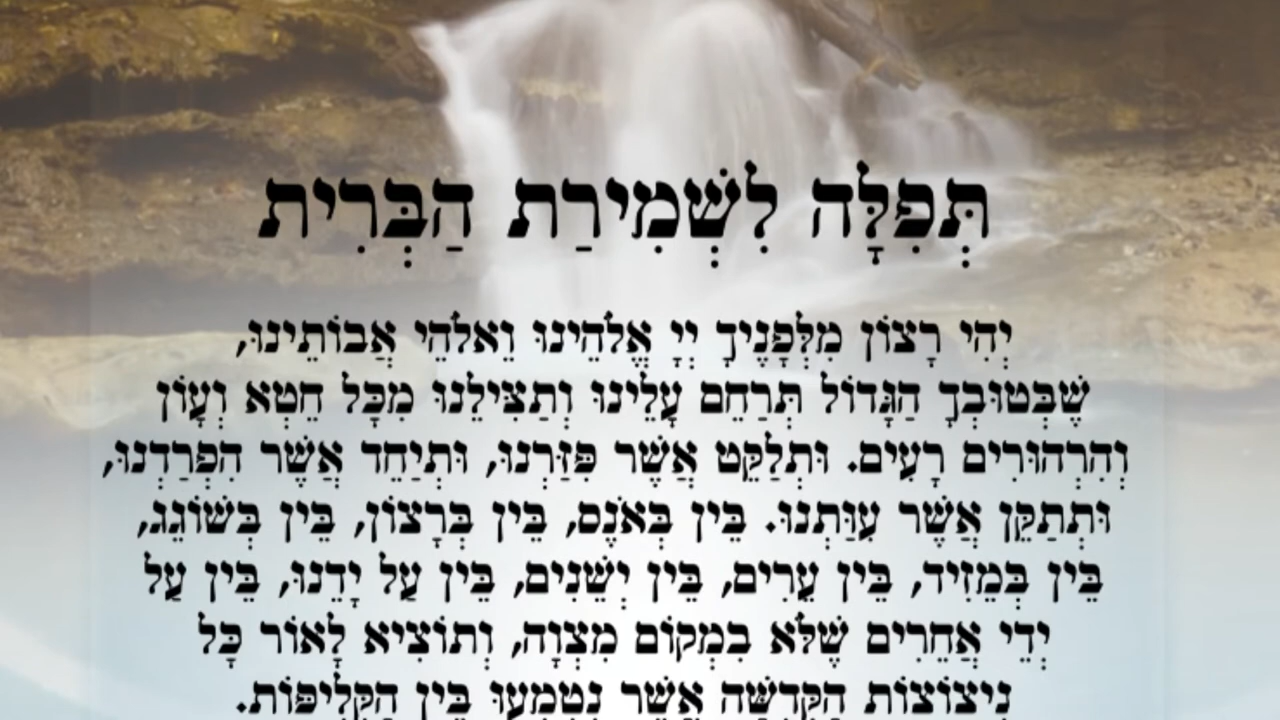 תְּפִלָּה לִשְׁמִירַת הַבְּרִית
יְהִי רָצוֹן מִלְּפָנֶיךָ יְיָ אֱלֹהֵינוּ וֵאלֹהֵי אֲבוֹתֵינוּ,
שֶׁבְּטוּבְךָ הַגָּדוֹל תְּרַחֵם עָלֵינוּ וְתַצִּילֵנוּ מִכָּל חֵטְא וְעָוֹן
וְהִרְהוּרִים רָעִים. וּתְלַקֵּט אֲשֶׁר פִּזַּרְנוּ, וּתְיַחֵד אֲשֶׁר הִפְרַדְנוּ,
וּתְתַקֵּן אֲשֶׁר עִוַּתְנוּ. בֵּין בְּאֹנֶס, בֵּין בְּרָצוֹן, בֵּין בְּשׁוֹגֵג,
בֵּין בְּמֵזִיד, בֵּין עֵרִים, בֵּין יְשֵׁנִים, בֵּין עַל יָדֵנוּ, בֵּין עַל
יְדֵי אֲחֵרִים שֶׁלֹּא בִּמְקוֹם מִצְוָה, וְתוֹצִיא לָאוֹר כָּל
נִיצוֹצוֹת הַקְּדֻשָּׁה אֲשֶׁר נִטְמְעוּ בֵּין הַקְּלִיפּוֹת.